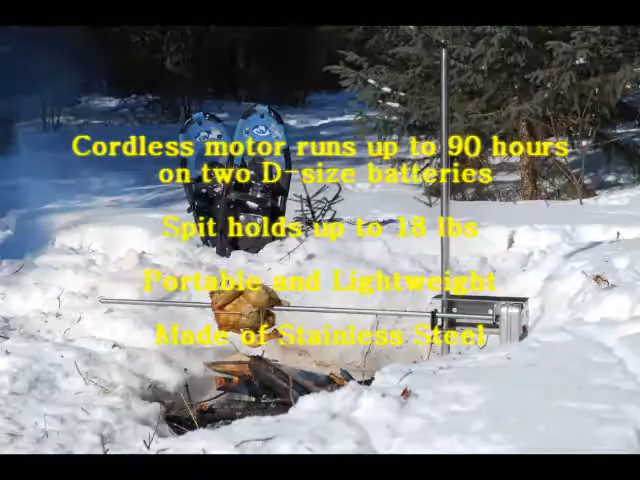 Cordless motor runs up to 90 hours
on two D-size batteries
Spit holds up to 18 lbs
Portable and Lightweight
Made of Stainless Steel